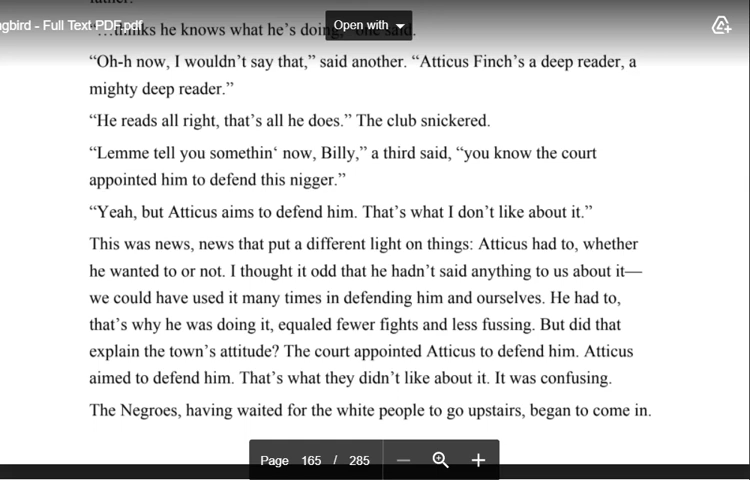 ngbird - Full Text PDF.pdf
Open with
knows what he's doing," one said.
"Oh-h now, I wouldn't say that," said another. "Atticus Finch's a deep reader, a
mighty deep reader."
"He reads all right, that's all he does." The club snickered.
"Lemme tell you somethin‘ now, Billy," a third said, "you know the court
appointed him to defend this nigger."
"Yeah, but Atticus aims to defend him. That's what I don't like about it."
This was news, news that put a different light on things: Atticus had to, whether
he wanted to or not. I thought it odd that he hadn't said anything to us about it—
we could have used it many times in defending him and ourselves. He had to,
that's why he was doing it, equaled fewer fights and less fussing. But did that
explain the town's attitude? The court appointed Atticus to defend him. Atticus
aimed to defend him. That's what they didn't like about it. It was confusing.
The Negroes, having waited for the white people to go upstairs, began to come in.
Page 165 / 285